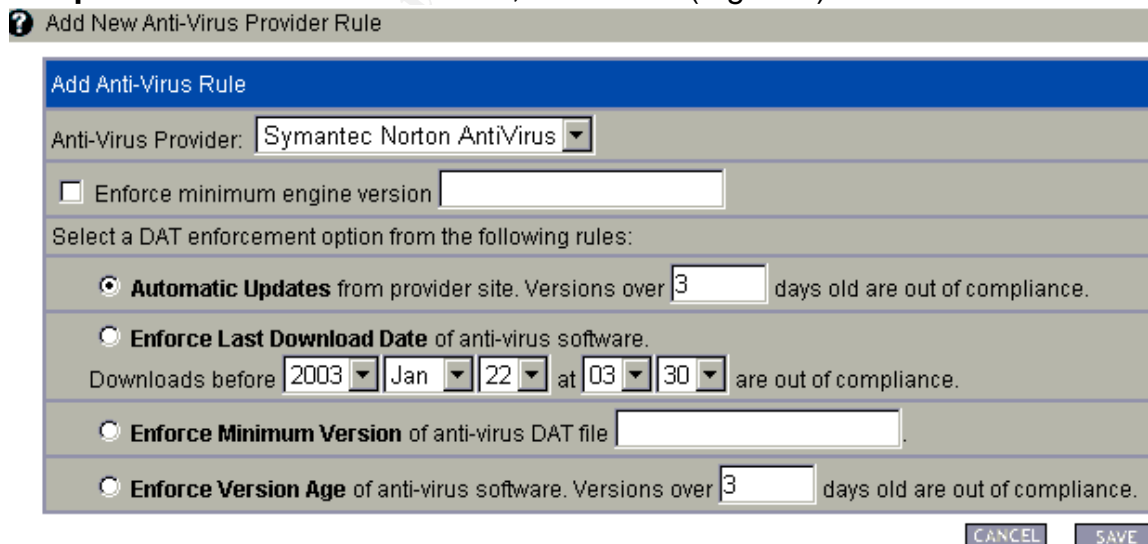 Add New Anti-Virus Provider Rule
Add Anti-Virus Rule
Anti-Virus Provider: Symantec Norton AntiVirus
Enforce minimum engine version
Select a DAT enforcement option from the following rules:
Automatic Updates from provider site. Versions over 3 days old are out of compliance.
Enforce Last Download Date of anti-virus software.
Downloads before 2003 Jan 22 at 03 30 are out of compliance.
Enforce Minimum Version of anti-virus DAT file .
Enforce Version Age of anti-virus software. Versions over 3 days old are out of compliance.
CANCEL SAVE